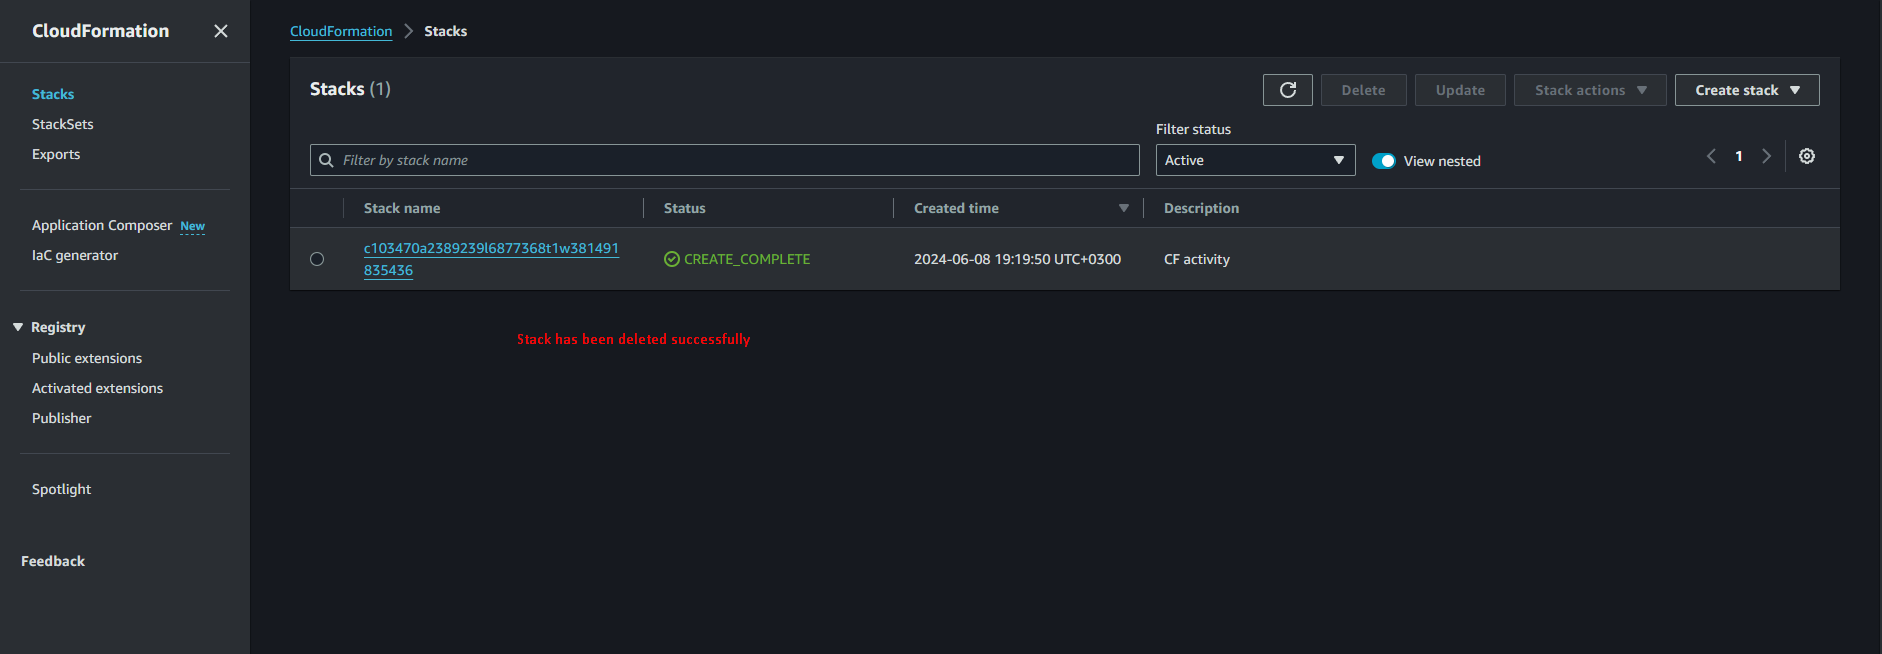 CloudFormation
Stacks
StackSets
Exports
Application Composer New
IaC generator
Registry
Public extensions
Activated extensions
Publisher
Spotlight
Feedback
CloudFormation Stacks
Stacks (1)
Delete
Update
Stack actions
Create stack
Filter by stack name
Filter status
Active
View nested
1
Stack name Status Created time Description
c103470a2389239l6877368t1w381491
835436
CREATE_COMPLETE
2024-06-08 19:19:50 UTC+0300
CF activity
Stack has been deleted successfully